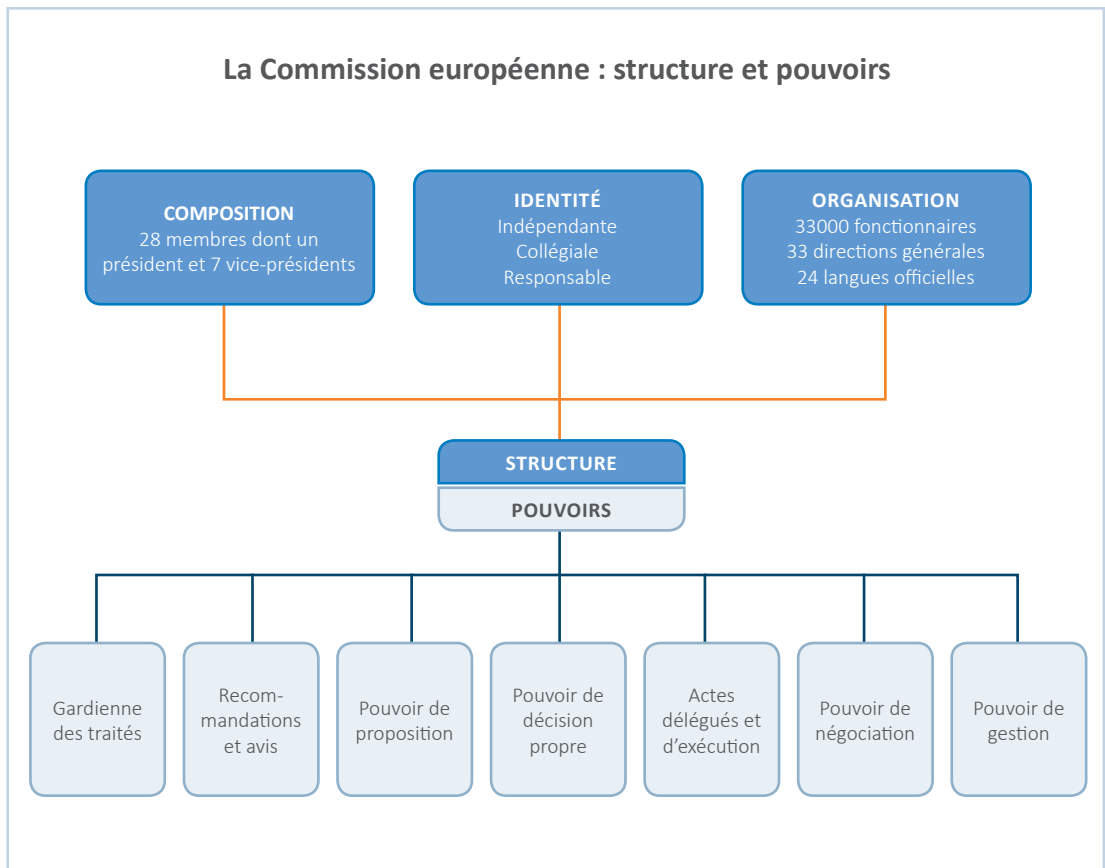 La Commission européenne : structure et pouvoirs
COMPOSITION
28 membres dont un
président et 7 vice-présidents
IDENTITÉ
Indépendante
Collégiale
Responsable
ORGANISATION
33000 fonctionnaires
33 directions générales
24 langues officielles
STRUCTURE
POUVOIRS
Gardienne
des traités
Recom-
mandations
et avis
Pouvoir de
proposition
Pouvoir de
décision
propre
Actes
délégués et
d’exécution
Pouvoir de
négociation
Pouvoir de
gestion